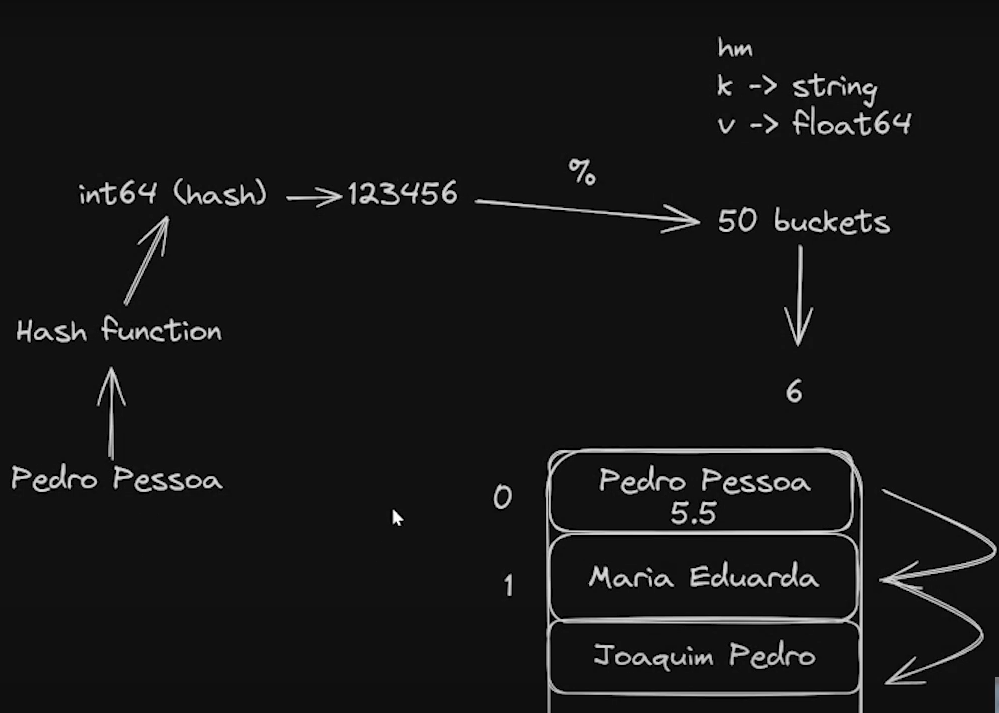 hm
k -> string
v -> float64
%
int64 (hash)
123456
50 buckets
Hash function
6
Pedro Pessoa
0
Pedro Pessoa
5.5
1
Maria Eduarda
Joaquim Pedro